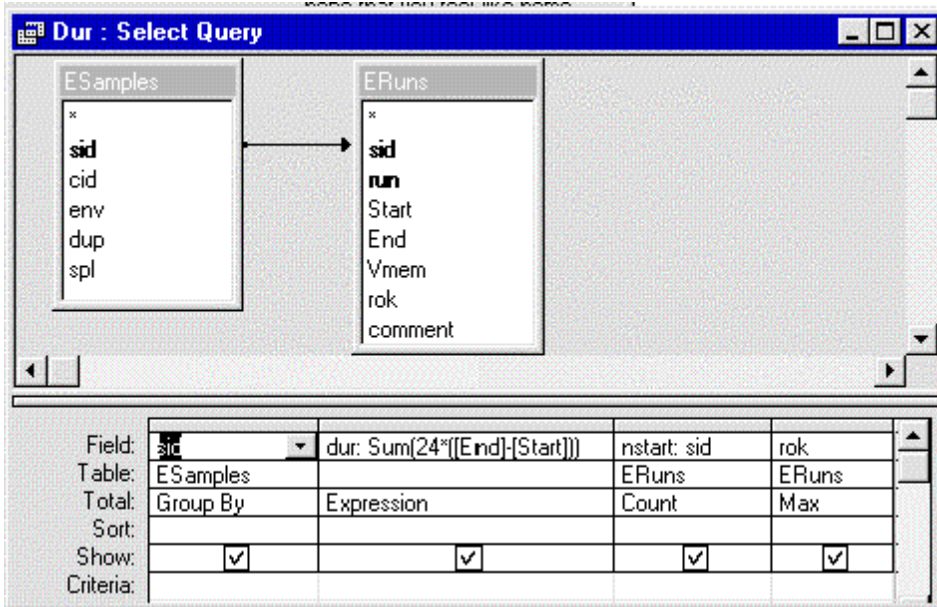 Dur : Select Query
ESamples
*
sid
cid
env
dup
spl
ERuns
*
sid
run
Start
End
Vmem
rok
comment
Field: sid dur: Sum(24*([End]-[Start])) nstart: sid rok
Table: ESamples ERuns ERuns
Total: Group By Expression Count Max
Sort:
Show:
Criteria: